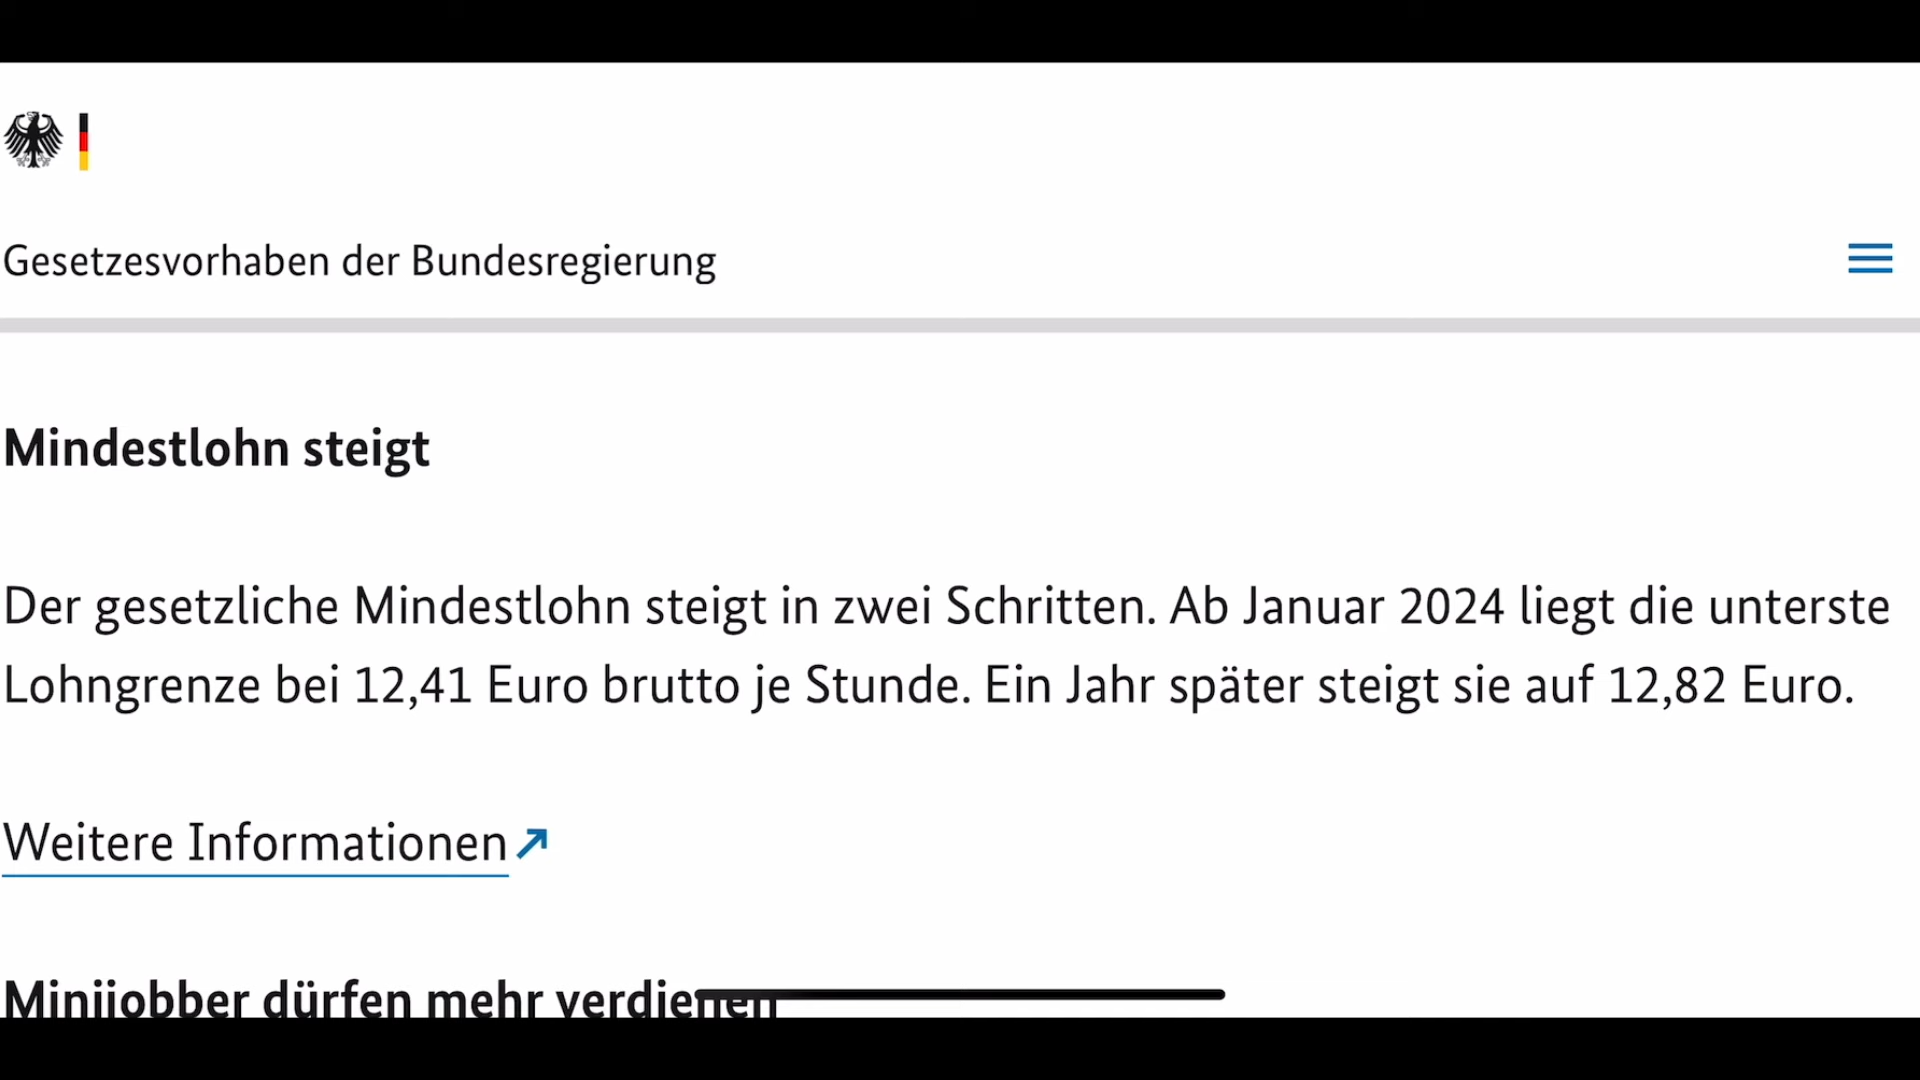 Gesetzesvorhaben der Bundesregierung
Mindestlohn steigt
Der gesetzliche Mindestlohn steigt in zwei Schritten. Ab Januar 2024 liegt die unterste
Lohngrenze bei 12,41 Euro brutto je Stunde. Ein Jahr später steigt sie auf 12,82 Euro.
Weitere Informationen
Minijobber dürfen mehr verdienen